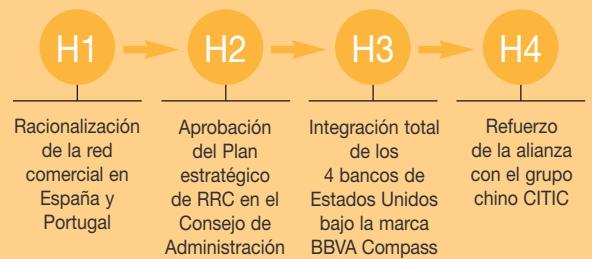 H1
H2
H3
H4
Racionalización
de la red
comercial en
España y
Portugal
Aprobación
del Plan
estratégico
de RRC en el
Consejo de
Administración
Integración total
de los
4 bancos de
Estados Unidos
bajo la marca
BBVA Compass
Refuerzo
de la alianza
con el grupo
chino CITIC